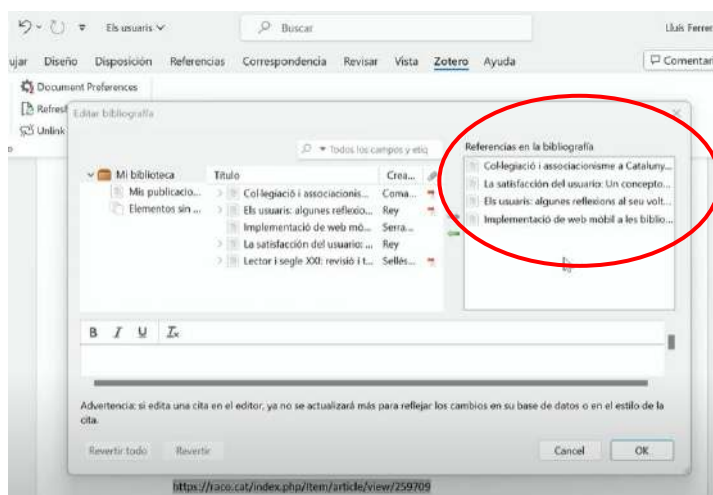 Els usuaris
Buscar
Lluís Ferrer
ujar Diseño Disposición Referencias Correspondencia Revisar Vista Zotero Ayuda
Comentar
Document Preferences
Refresh
Unlink
Editar bibliografía
Todos los campos y etiq
Referencias en la bibliografía
Mi biblioteca
Mis publicacio...
Elementos sin ...
Título Crea...
Col·legiació i associacionis... Coma...
Els usuaris: algunes reflexio... Rey
Implementació de web mò... Serra...
La satisfacción del usuario: ... Rey
Lector i segle XXI: revisió i t... Sellés...
Col·legiació i associacionisme a Cataluny...
La satisfacción del usuario: Un concepto...
Els usuaris: algunes reflexions al seu volt...
Implementació de web mòbil a les biblio...
B I U Tx
Advertencia: si edita una cita en el editor, ya no se actualizará más para reflejar los cambios en su base de datos o en el estilo de la
cita.
Revertir todo Revertir Cancel OK
https://raco.cat/index.php/Item/article/view/259709